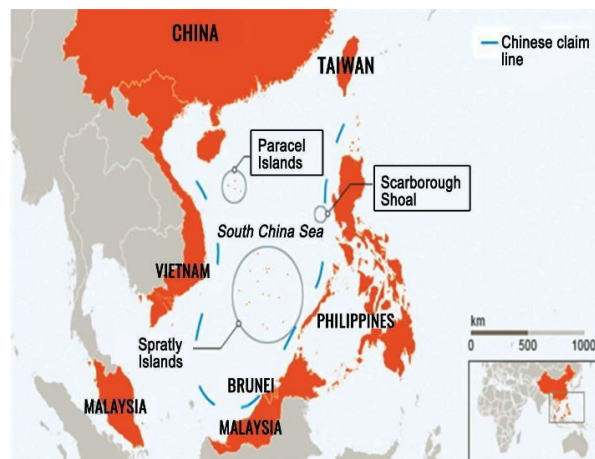 CHINA
Chinese claim
line
TAIWAN
Paracel
Islands
Scarborough
Shoal
South China Sea
VIETNAM
PHILIPPINES
km
0 500 1000
Spratly
Islands
BRUNEI
MALAYSIA
MALAYSIA